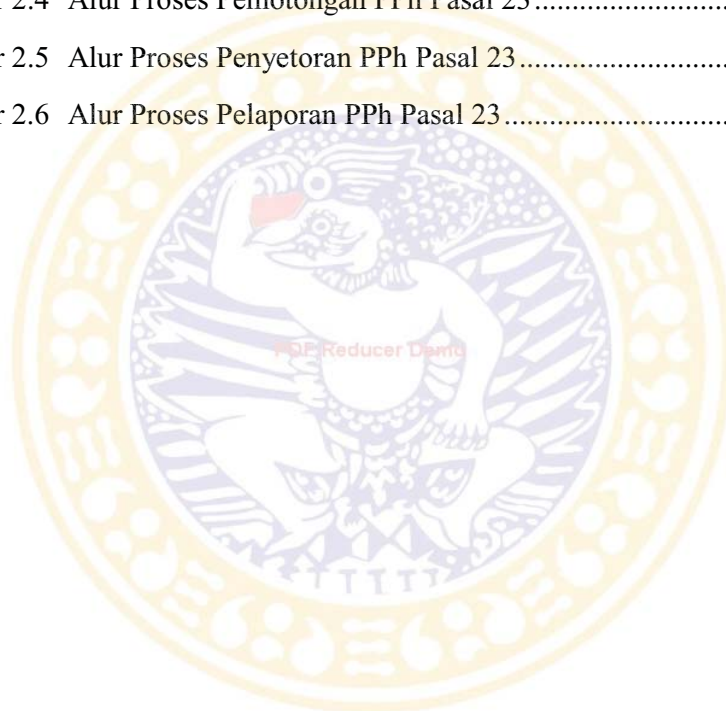 r 2.4 Alur Proses Pemotongan PPh Pasal 23....................................
r 2.5 Alur Proses Penyetoran PPh Pasal 23....................................
r 2.6 Alur Proses Pelaporan PPh Pasal 23....................................
PDF Reducer Demo